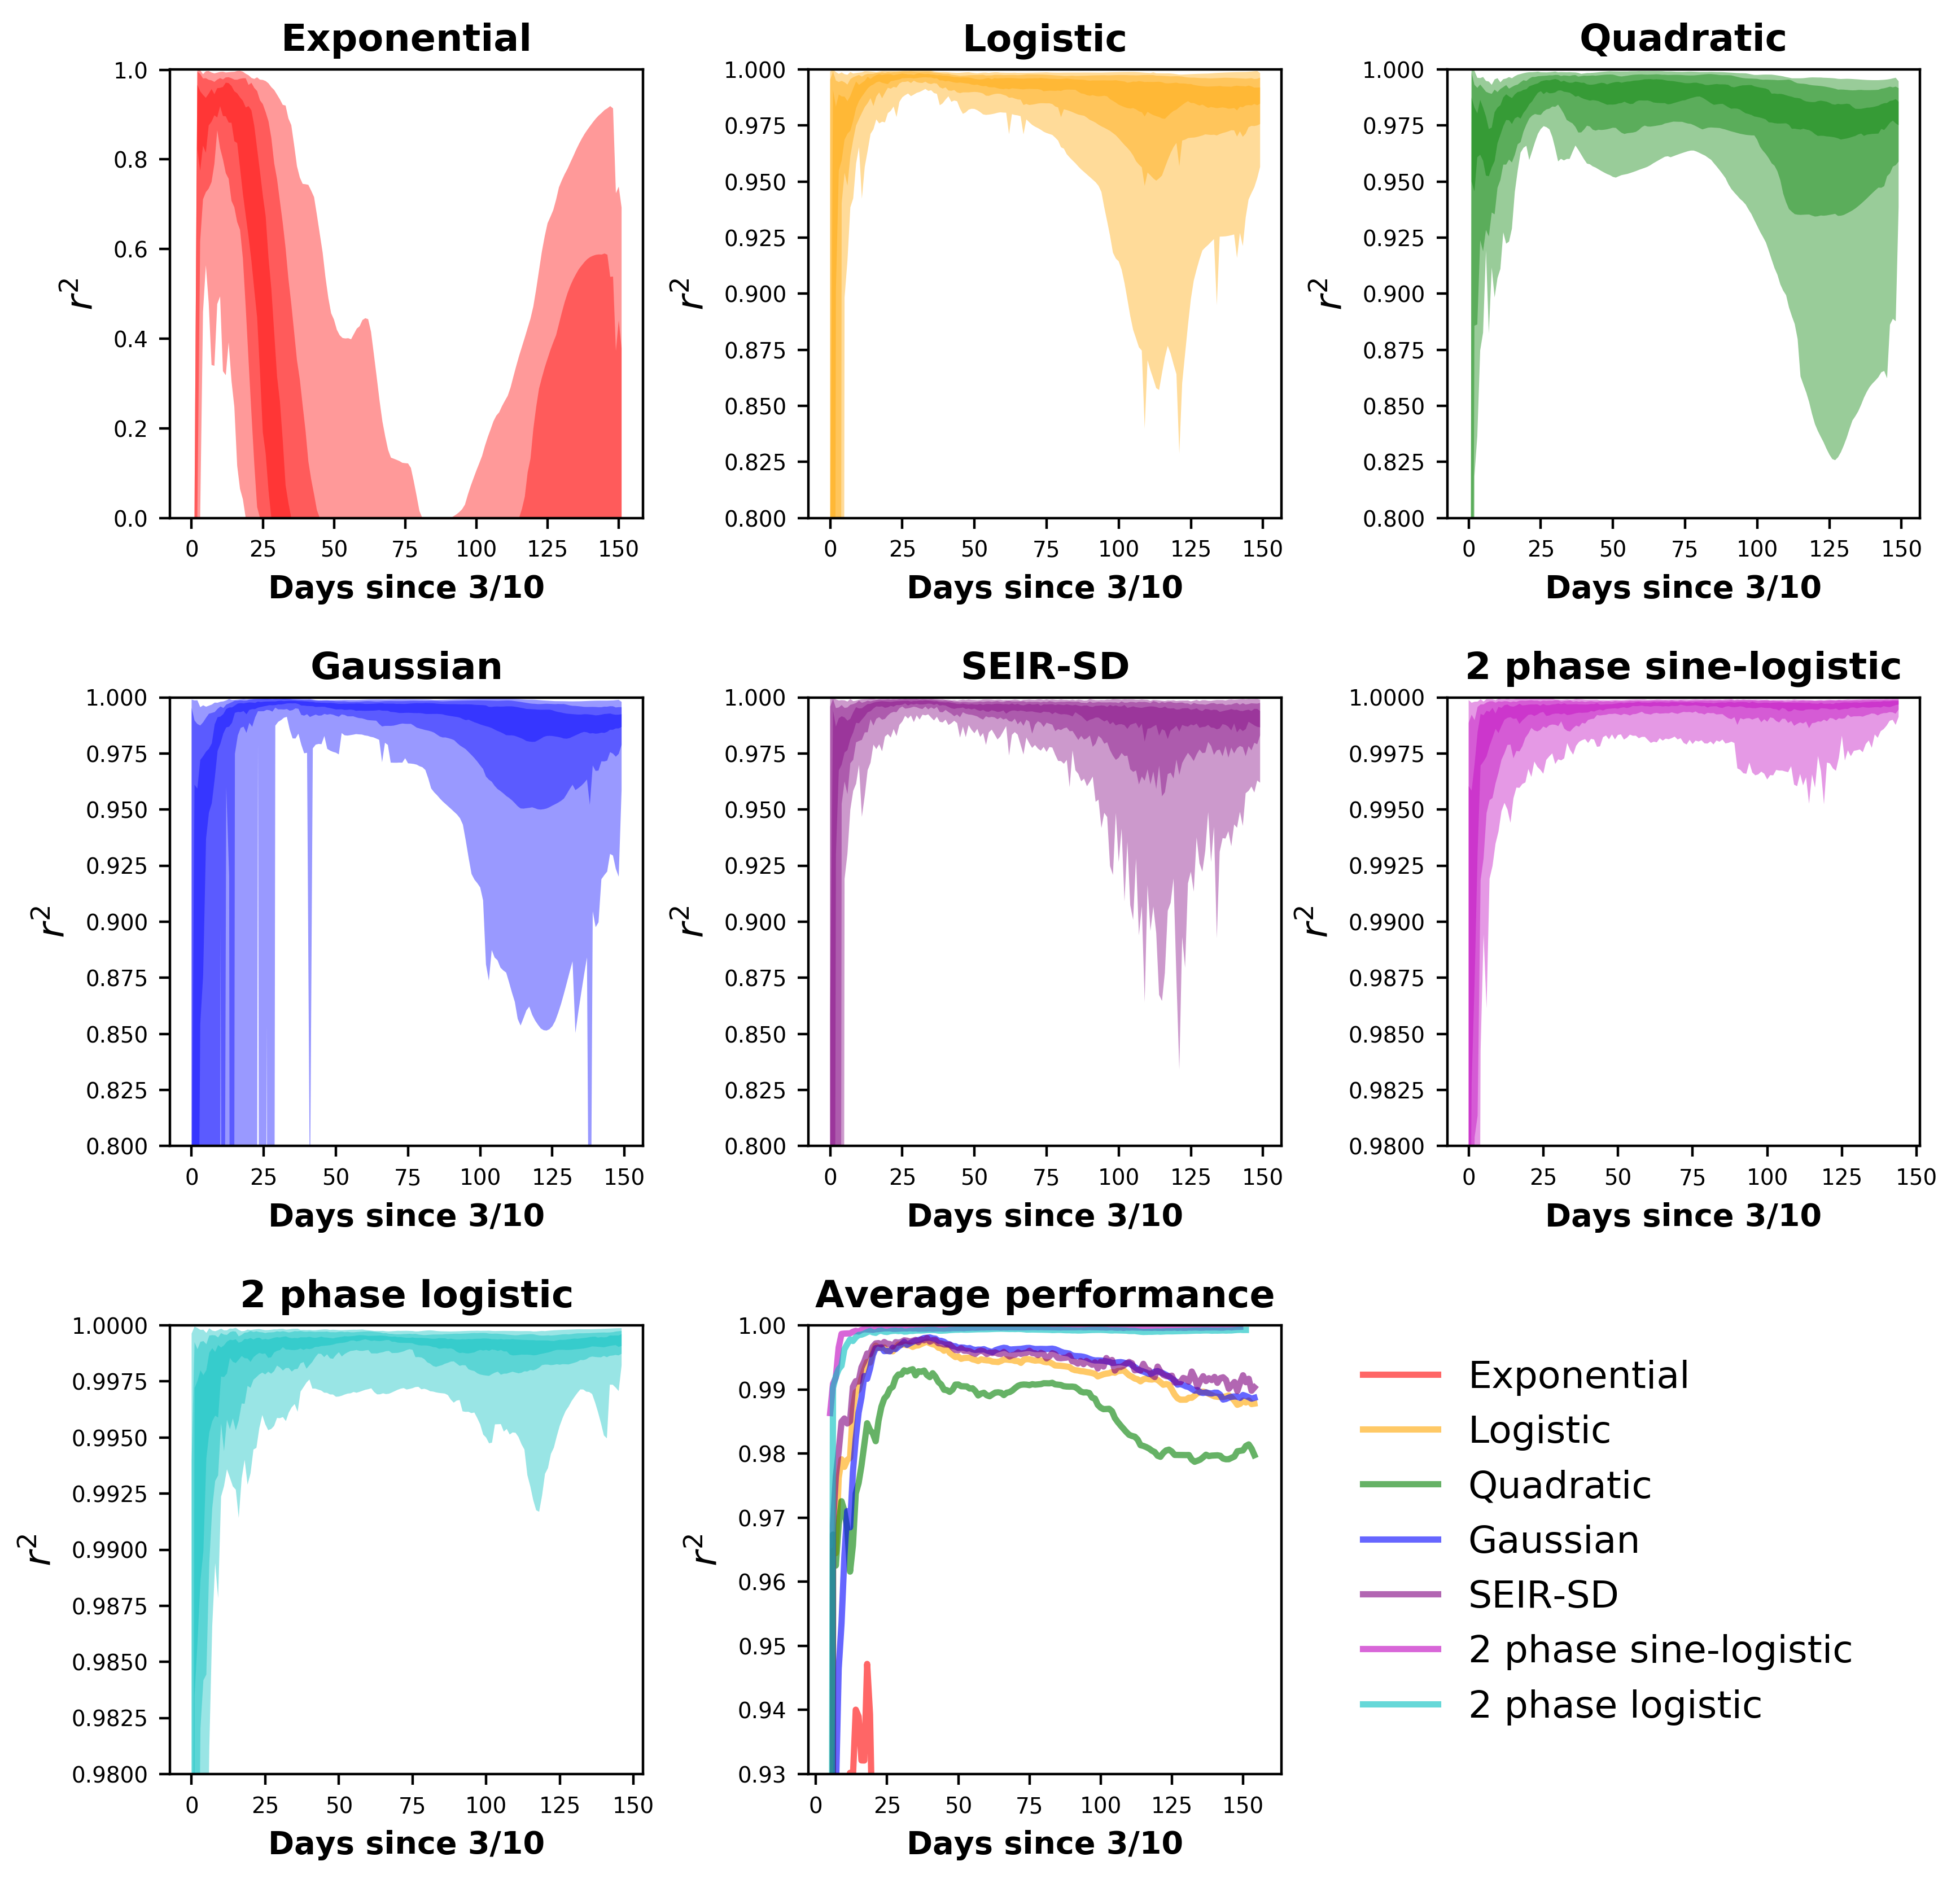 Exponential
1.0
0.8
0.6
0.4
0.2
0.0
r²
0 25 50 75 100 125 150
Days since 3/10
Logistic
1.000
0.975
0.950
0.925
0.900
0.875
0.850
0.825
0.800
r²
0 25 50 75 100 125 150
Days since 3/10
Quadratic
1.000
0.975
0.950
0.925
0.900
0.875
0.850
0.825
0.800
r²
0 25 50 75 100 125 150
Days since 3/10
Gaussian
1.000
0.975
0.950
0.925
0.900
0.875
0.850
0.825
0.800
r²
0 25 50 75 100 125 150
Days since 3/10
SEIR-SD
1.000
0.975
0.950
0.925
0.900
0.875
0.850
0.825
0.800
r²
0 25 50 75 100 125 150
Days since 3/10
2 phase sine-logistic
1.0000
0.9975
0.9950
0.9925
0.9900
0.9875
0.9850
0.9825
0.9800
r²
0 25 50 75 100 125 150
Days since 3/10
2 phase logistic
1.0000
0.9975
0.9950
0.9925
0.9900
0.9875
0.9850
0.9825
0.9800
r²
0 25 50 75 100 125 150
Days since 3/10
Average performance
1.00
0.99
0.98
0.97
0.96
0.95
0.94
0.93
r²
0 25 50 75 100 125 150
Days since 3/10
Exponential
Logistic
Quadratic
Gaussian
SEIR-SD
2 phase sine-logistic
2 phase logistic